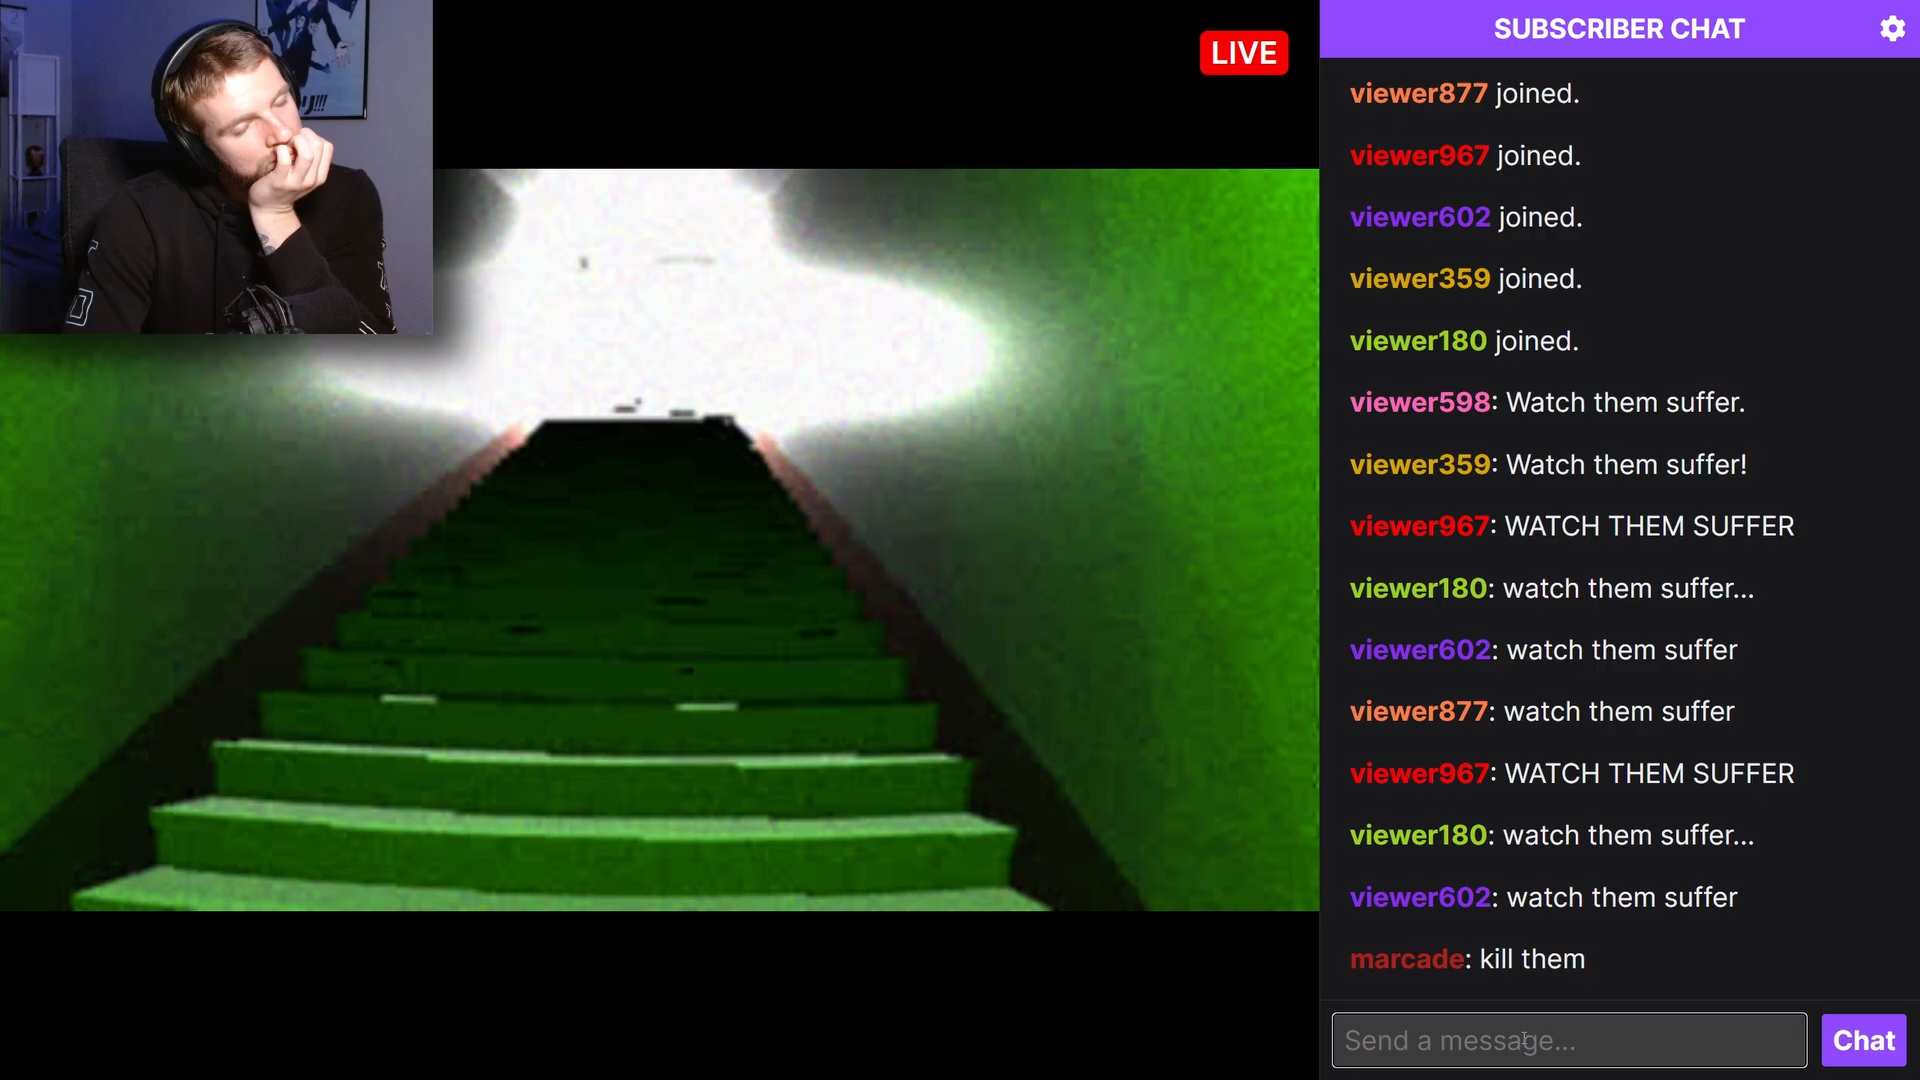 リ!!!
LIVE
SUBSCRIBER CHAT
viewer877 joined.
viewer967 joined.
viewer602 joined.
viewer359 joined.
viewer180 joined.
viewer598: Watch them suffer.
viewer359: Watch them suffer!
viewer967: WATCH THEM SUFFER
viewer180: watch them suffer...
viewer602: watch them suffer
viewer877: watch them suffer
viewer967: WATCH THEM SUFFER
viewer180: watch them suffer...
viewer602: watch them suffer
marcade: kill them
Send a message...
Chat